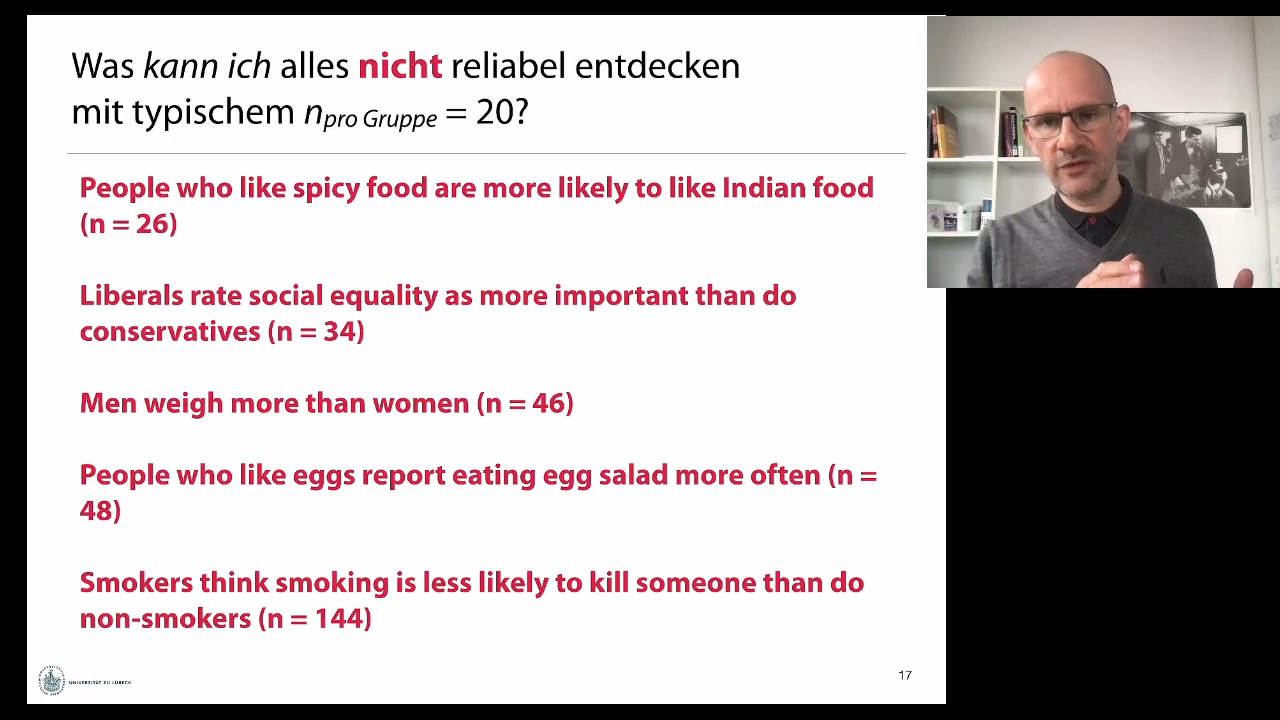 Was kann ich alles nicht reliabel entdecken
mit typischem npro Gruppe = 20?
People who like spicy food are more likely to like Indian food
(n = 26)
Liberals rate social equality as more important than do
conservatives (n = 34)
Men weigh more than women (n = 46)
People who like eggs report eating egg salad more often (n =
48)
Smokers think smoking is less likely to kill someone than do
non-smokers (n = 144)
UNIVERSITÄT ZU LÜBECK
17